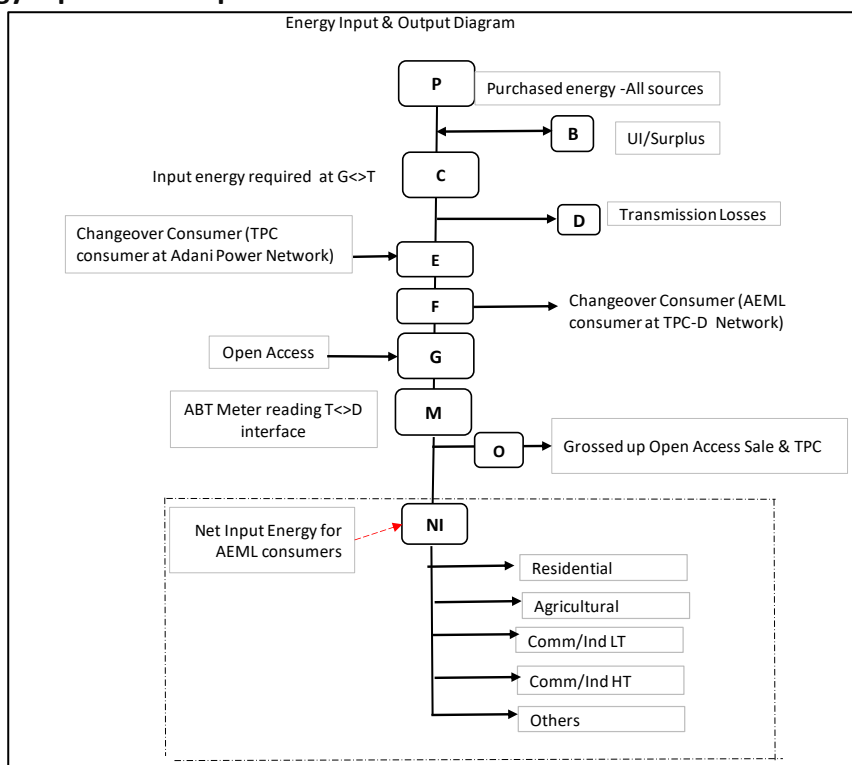 Energy Input & Output Diagram
P
Purchased energy -All sources
B
UI/Surplus
Input energy required at G<>T
C
D
Transmission Losses
Changeover Consumer (TPC
consumer at Adani Power Network)
E
F
Changeover Consumer (AEML
consumer at TPC-D Network)
Open Access
G
ABT Meter reading T<>D
interface
M
O
Grossed up Open Access Sale & TPC
Net Input Energy for
AEML consumers
NI
Residential
Agricultural
Comm/Ind LT
Comm/Ind HT
Others